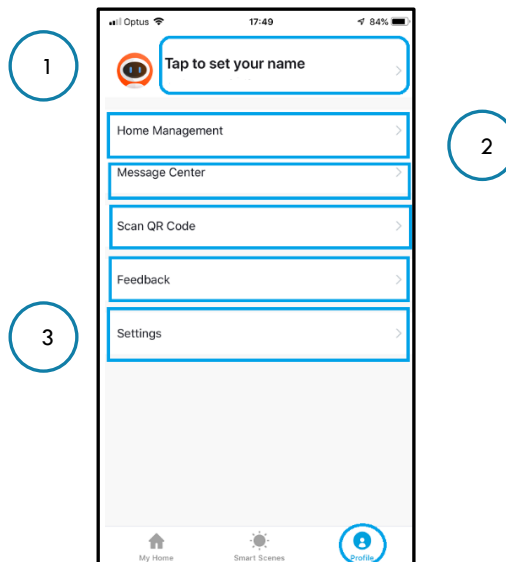 Optus 17:49 84%
1
Tap to set your name
Home Management
2
Message Center
Scan QR Code
Feedback
3
Settings
My Home Smart Scenes Profile